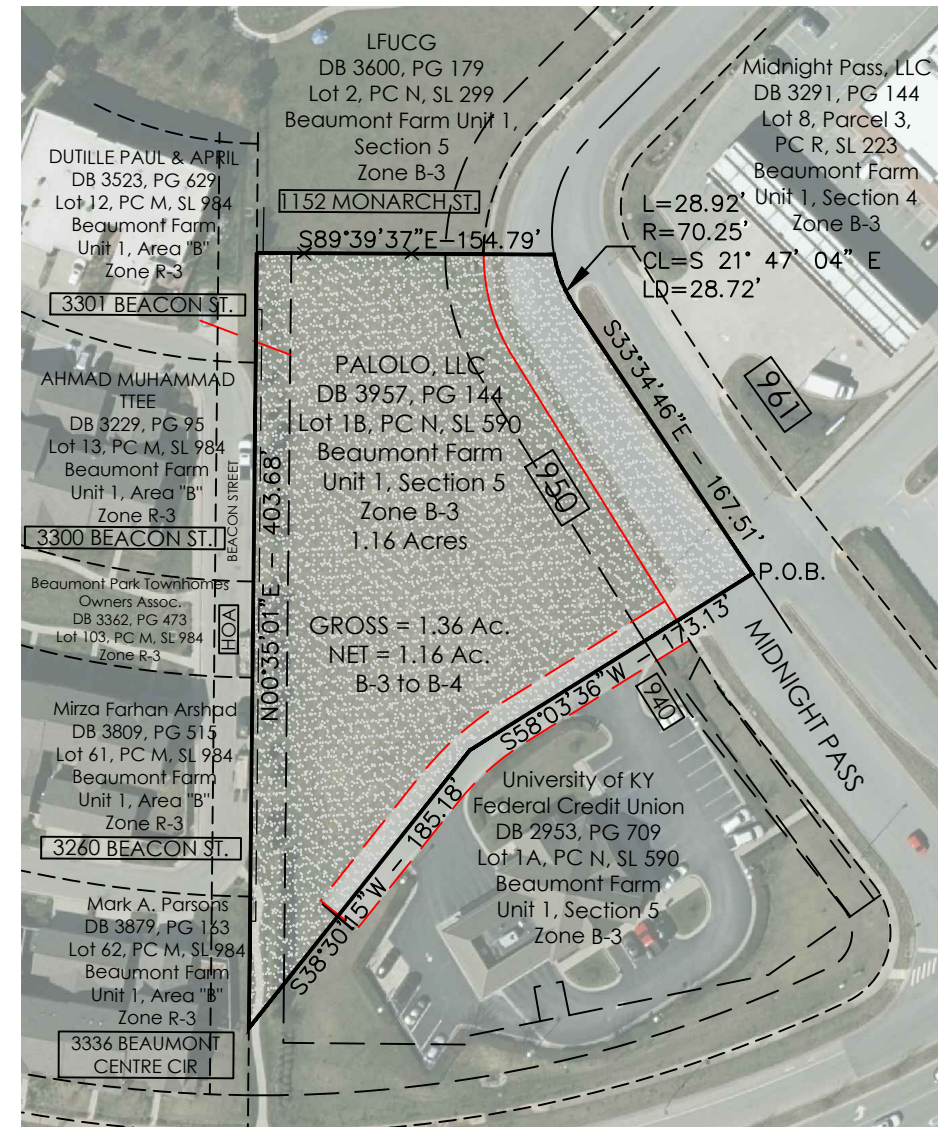 LFUCG
DB 3600, PG 179
Lot 2, PC N, SL 299
Beaumont Farm Unit 1,
Section 5
Zone B-3
1152 MONARCH ST.
Midnight Pass, LLC
DB 3291, PG 144
Lot 8, Parcel 3,
PC R, SL 223
Beaumont Farm
Unit 1, Section 4
Zone B-3
DUTILLE PAUL & APRIL
DB 3523, PG 629
Lot 12, PC M, SL 984
Beaumont Farm
Unit 1, Area "B"
Zone R-3
3301 BEACON ST.
L=28.92'
R=70.25'
CL=S 21° 47' 04" E
LD=28.72'
S89°39'37"E-154.79'
S33°34'46"E - 167.51'
961
PALOLO, LLC
DB 3957, PG 144
Lot 1B, PC N, SL 590
Beaumont Farm
Unit 1, Section 5
Zone B-3
1.16 Acres
950
AHMAD MUHAMMAD
TTEE
DB 3229, PG 95
Lot 13, PC M, SL 984
Beaumont Farm
Unit 1, Area "B"
Zone R-3
3300 BEACON ST.
BEACON STREET
N00°35'01"E - 403.68'
P.O.B.
Beaumont Park Townhomes
Owners Assoc.
DB 3362, PG 473
Lot 103, PC M, SL 984
Zone R-3
HOA
GROSS = 1.36 Ac.
NET = 1.16 Ac.
B-3 to B-4
S58°03'36"W - 173.13'
MIDNIGHT PASS
940
Mirza Farhan Arshad
DB 3809, PG 515
Lot 61, PC M, SL 984
Beaumont Farm
Unit 1, Area "B"
Zone R-3
3260 BEACON ST.
University of KY
Federal Credit Union
DB 2953, PG 709
Lot 1A, PC N, SL 590
Beaumont Farm
Unit 1, Section 5
Zone B-3
S38°30'15"W - 185.18'
Mark A. Parsons
DB 3879, PG 163
Lot 62, PC M, SL 984
Beaumont Farm
Unit 1, Area "B"
Zone R-3
3336 BEAUMONT
CENTRE CIR